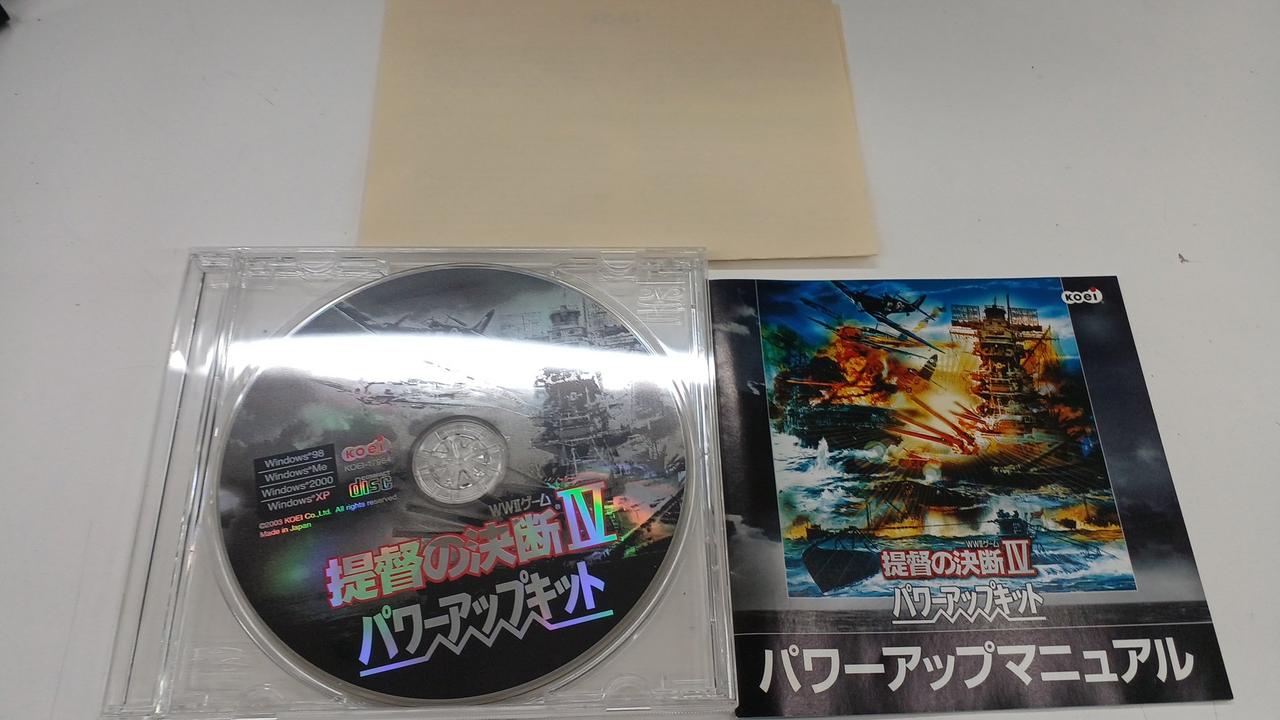 Windows®98
Windows®Me
Windows®2000
Windows®XP
KOEI
disc
©2003 KOEI Co.,Ltd. All rights reserved.
Made in Japan
WWIIゲーム
提督の決断®IV
パワーアップキット
KOEI
WWIIゲーム
提督の決断IV
パワーアップキット
パワーアップマニュアル